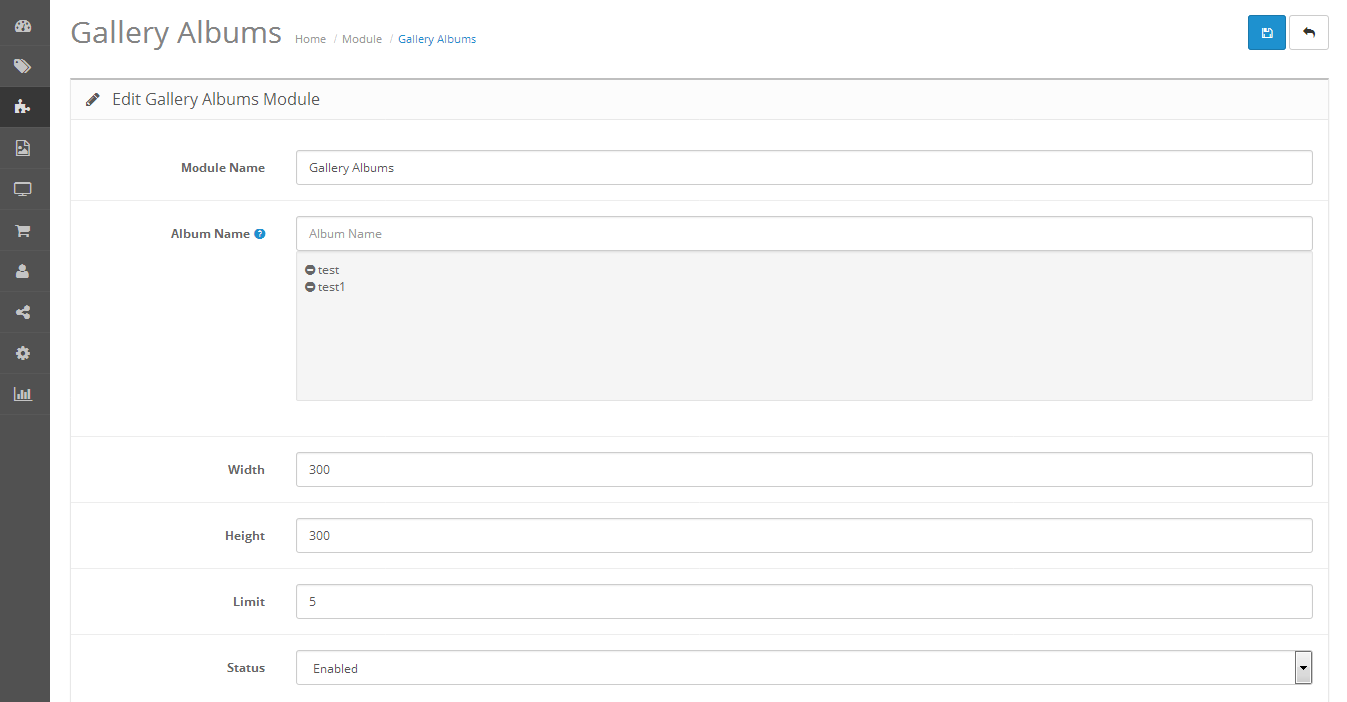 Gallery Albums Home / Module / Gallery Albums
Edit Gallery Albums Module
Module Name Gallery Albums
Album Name ? Album Name
test
test1
Width 300
Height 300
Limit 5
Status Enabled